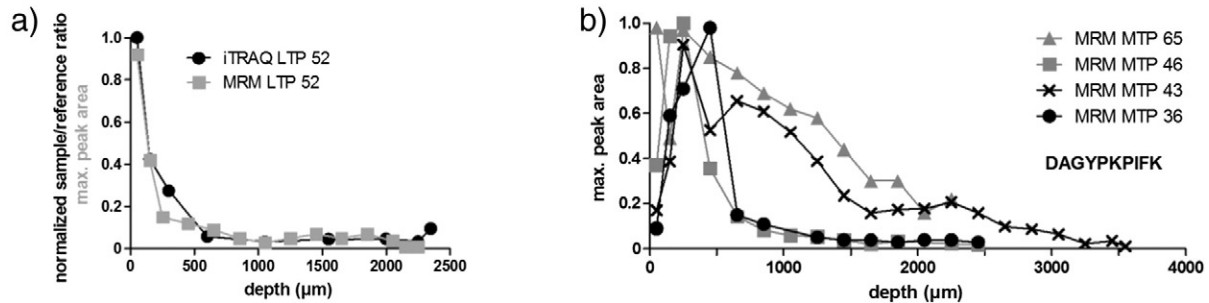 a)
normalized sample/reference ratio
max. peak area
1.0
0.8
0.6
0.4
0.2
0
iTRAQ LTP 52
MRM LTP 52
0 500 1000 1500 2000 2500
depth (µm)
b)
max. peak area
1.0
0.8
0.6
0.4
0.2
0
MRM MTP 65
MRM MTP 46
MRM MTP 43
MRM MTP 36
DAGYPKPIFK
0 1000 2000 3000 4000
depth (µm)